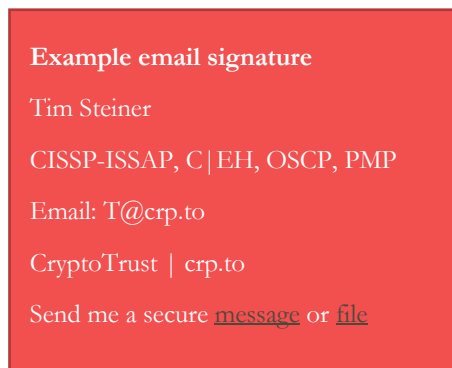 Example email signature
Tim Steiner
CISSP-ISSAP, C|EH, OSCP, PMP
Email: T@crp.to
CryptoTrust | crp.to
Send me a secure message or file